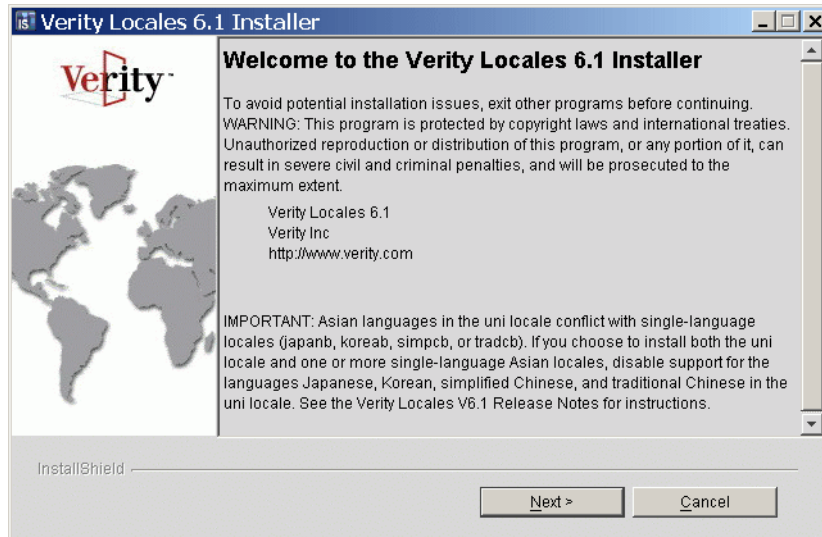 Verity Locales 6.1 Installer
Verity™
Welcome to the Verity Locales 6.1 Installer
To avoid potential installation issues, exit other programs before continuing.
WARNING: This program is protected by copyright laws and international treaties.
Unauthorized reproduction or distribution of this program, or any portion of it, can
result in severe civil and criminal penalties, and will be prosecuted to the
maximum extent.
Verity Locales 6.1
Verity Inc
http://www.verity.com
IMPORTANT: Asian languages in the uni locale conflict with single-language
locales (japanb, koreab, simpcb, or tradcb). If you choose to install both the uni
locale and one or more single-language Asian locales, disable support for the
languages Japanese, Korean, simplified Chinese, and traditional Chinese in the
uni locale. See the Verity Locales V6.1 Release Notes for instructions.
InstallShield
Next >
Cancel